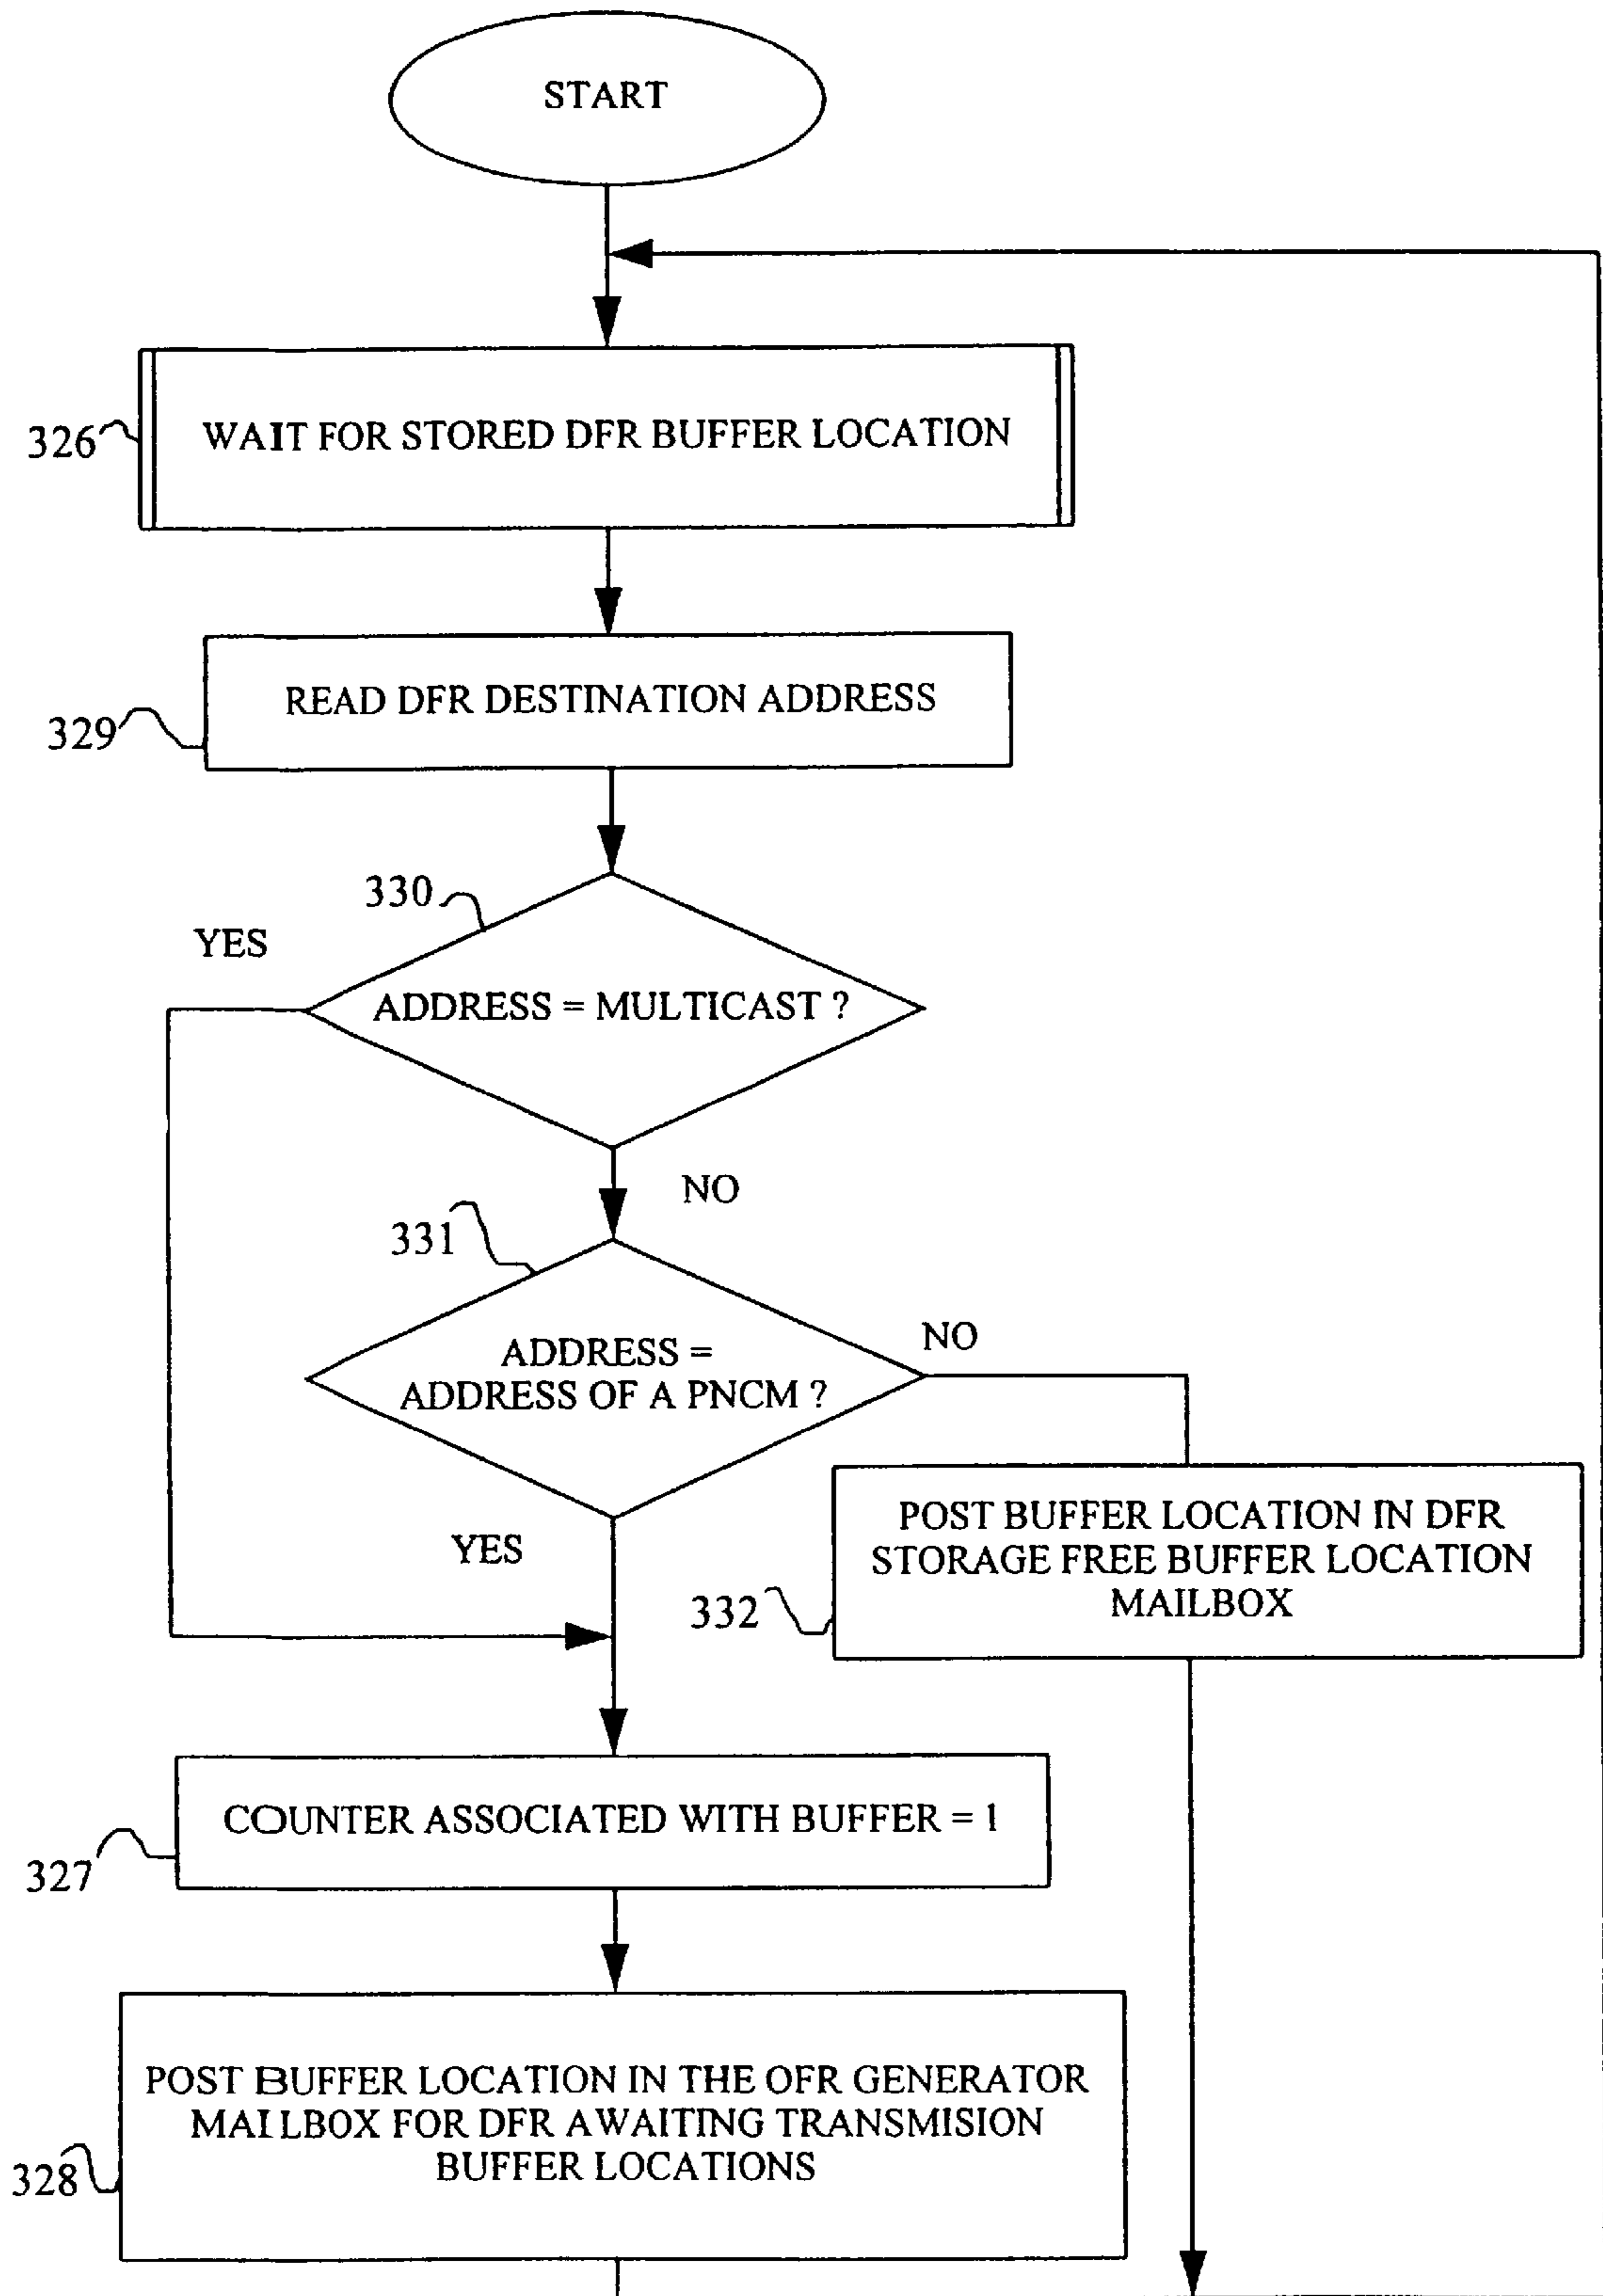 START
326
WAIT FOR STORED DFR BUFFER LOCATION
READ DFR DESTINATION ADDRESS
329
330
YES
ADDRESS = MULTICAST ?
NO
331
NO
ADDRESS =
ADDRESS OF A PNCM ?
YES
POST BUFFER LOCATION IN DFR
STORAGE FREE BUFFER LOCATION
MAILBOX
332
COUNTER ASSOCIATED WITH BUFFER = 1
327
POST BUFFER LOCATION IN THE OFR GENERATOR
MAILBOX FOR DFR AWAITING TRANSMISION
BUFFER LOCATIONS
328